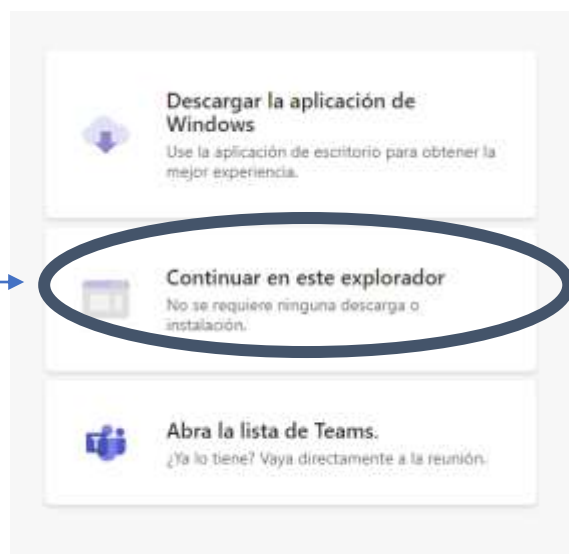 Descargar la aplicación de
Windows
Use la aplicación de escritorio para obtener la
mejor experiencia.
Continuar en este explorador
No se requiere ninguna descarga o
instalación.
Abra la lista de Teams.
¿Ya lo tiene? Vaya directamente a la reunión.